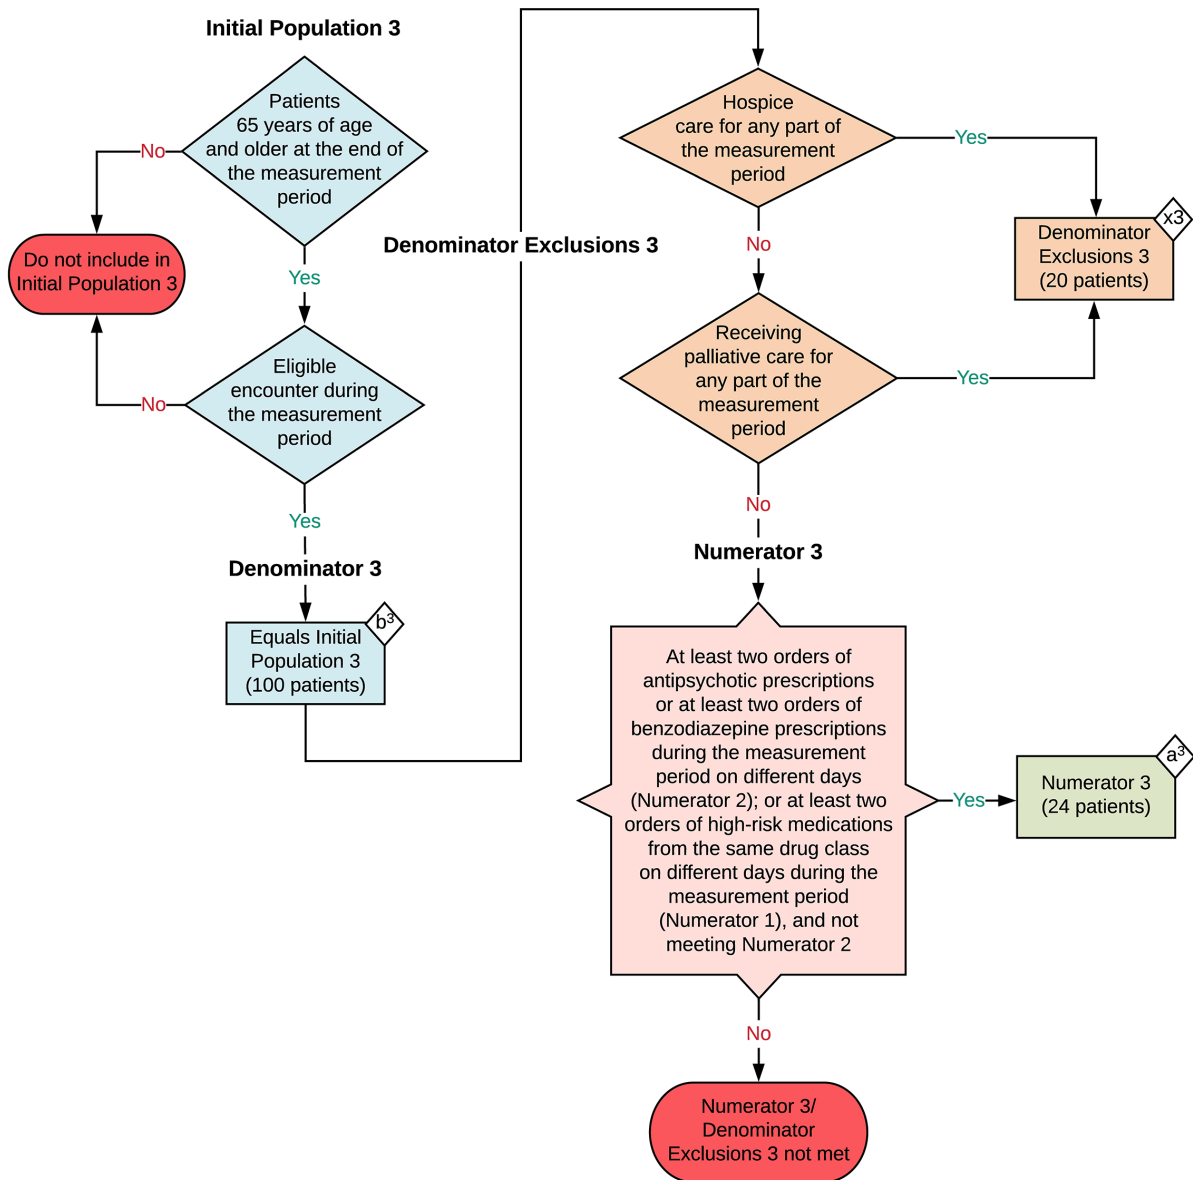 Initial Population 3
Patients
65 years of age
and older at the end of
the measurement
period
No
Do not include in
Initial Population 3
Yes
Eligible
encounter during
the measurement
period
No
Yes
Denominator 3
b³
Equals Initial
Population 3
(100 patients)
Denominator Exclusions 3
Hospice
care for any part of
the measurement
period
Yes
x3
Denominator
Exclusions 3
(20 patients)
No
Receiving
palliative care for
any part of the
measurement
period
Yes
No
Numerator 3
At least two orders of
antipsychotic prescriptions
or at least two orders of
benzodiazepine prescriptions
during the measurement
period on different days
(Numerator 2); or at least two
orders of high-risk medications
from the same drug class
on different days during the
measurement period
(Numerator 1), and not
meeting Numerator 2
Yes
a³
Numerator 3
(24 patients)
No
Numerator 3/
Denominator
Exclusions 3 not met